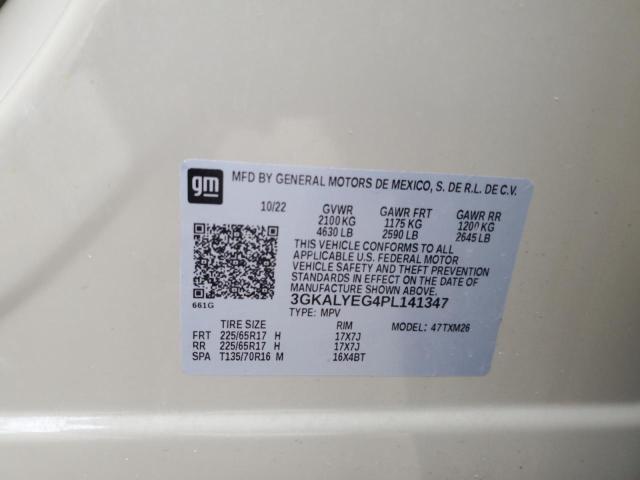 gm
MFD BY GENERAL MOTORS DE MEXICO, S. DE R.L. DE C.V.
10/22 GVWR GAWR FRT GAWR RR
2100 KG 1175 KG 1200 KG
4630 LB 2590 LB 2645 LB
THIS VEHICLE CONFORMS TO ALL
APPLICABLE U.S. FEDERAL MOTOR
VEHICLE SAFETY AND THEFT PREVENTION
STANDARDS IN EFFECT ON THE DATE OF
MANUFACTURE SHOWN ABOVE.
661G 3GKALYEG4PL141347
TYPE: MPV
TIRE SIZE RIM MODEL: 47TXM26
FRT 225/65R17 H 17X7J
RR 225/65R17 H 17X7J
SPA T135/70R16 M 16X4BT